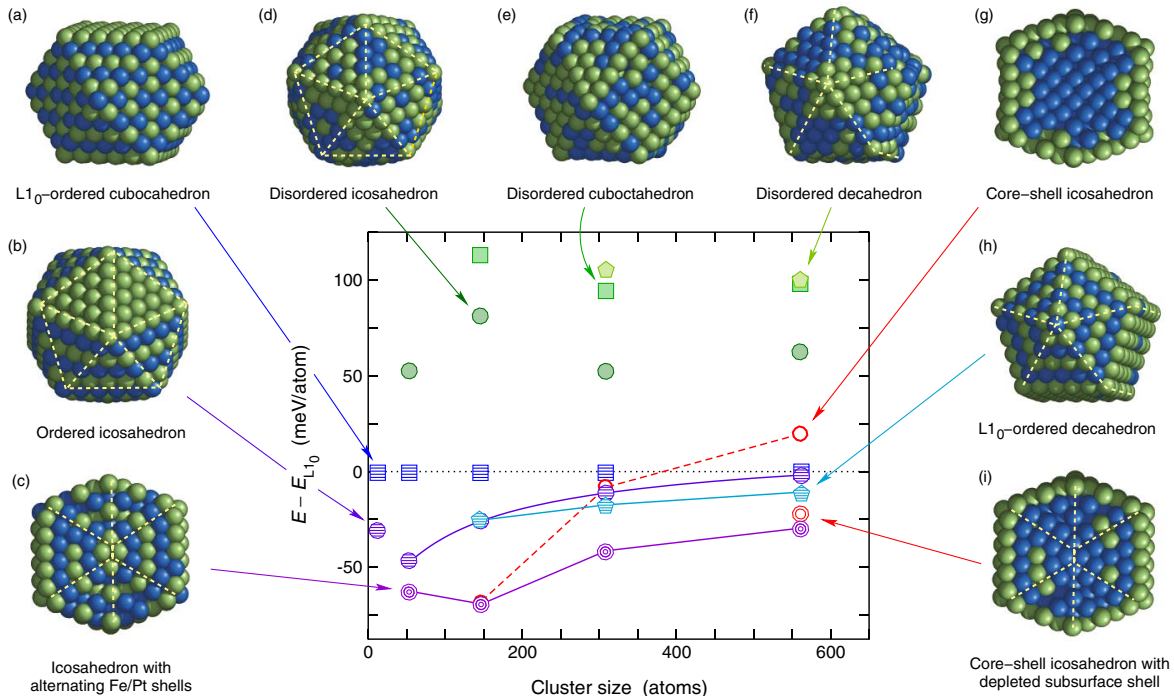 (a)
(d)
(e)
(f)
(g)
L1₀–ordered cubocahedron
Disordered icosahedron
Disordered cuboctahedron
Disordered decahedron
Core–shell icosahedron
(b)
Ordered icosahedron
(h)
L1₀–ordered decahedron
(c)
Icosahedron with
alternating Fe/Pt shells
(i)
Core–shell icosahedron with
depleted subsurface shell
E – E_L1₀ (meV/atom)
100
50
0
-50
0
200
400
600
Cluster size (atoms)